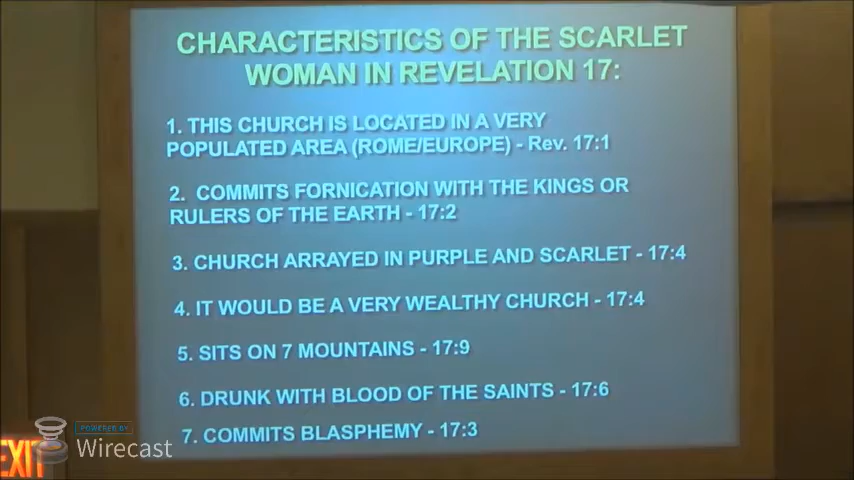 CHARACTERISTICS OF THE SCARLET
WOMAN IN REVELATION 17:
1. THIS CHURCH IS LOCATED IN A VERY
POPULATED AREA (ROME/EUROPE) - Rev. 17:1
2. COMMITS FORNICATION WITH THE KINGS OR
RULERS OF THE EARTH - 17:2
3. CHURCH ARRAYED IN PURPLE AND SCARLET - 17:4
4. IT WOULD BE A VERY WEALTHY CHURCH - 17:4
5. SITS ON 7 MOUNTAINS - 17:9
6. DRUNK WITH BLOOD OF THE SAINTS - 17:6
7. COMMITS BLASPHEMY - 17:3
EXIT
POWERED BY
Wirecast